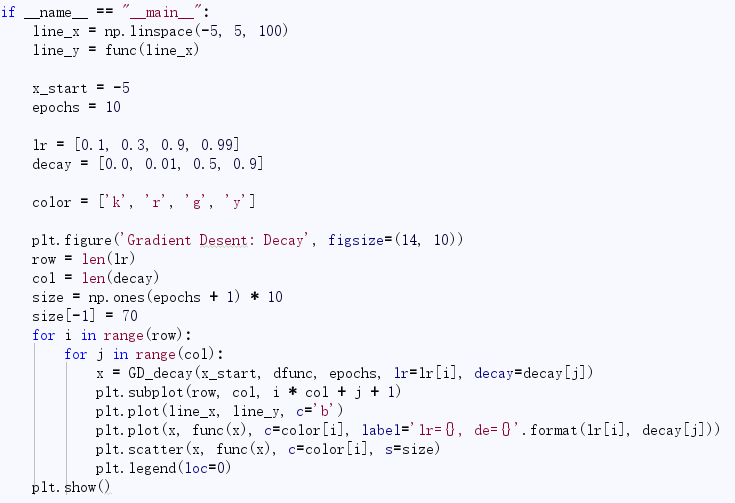 if __name__ == "__main__":
    line_x = np.linspace(-5, 5, 100)
    line_y = func(line_x)

    x_start = -5
    epochs = 10

    lr = [0.1, 0.3, 0.9, 0.99]
    decay = [0.0, 0.01, 0.5, 0.9]

    color = ['k', 'r', 'g', 'y']

    plt.figure('Gradient Desent: Decay', figsize=(14, 10))
    row = len(lr)
    col = len(decay)
    size = np.ones(epochs + 1) * 10
    size[-1] = 70
    for i in range(row):
        for j in range(col):
            x = GD_decay(x_start, dfunc, epochs, lr=lr[i], decay=decay[j])
            plt.subplot(row, col, i * col + j + 1)
            plt.plot(line_x, line_y, c='b')
            plt.plot(x, func(x), c=color[i], label='lr={}, de={}'.format(lr[i], decay[j]))
            plt.scatter(x, func(x), c=color[i], s=size)
            plt.legend(loc=0)
    plt.show()